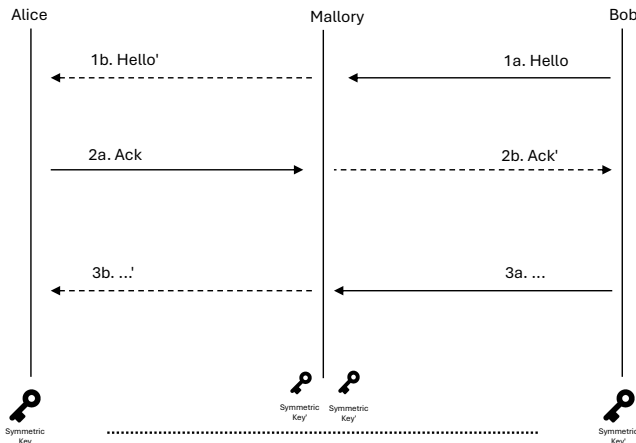 Alice
Mallory
Bob
1b. Hello'
1a. Hello
2a. Ack
2b. Ack'
3b. ...'
3a. ...
Symmetric
Key'
Symmetric
Key'
Symmetric
Key
Symmetric
Key'